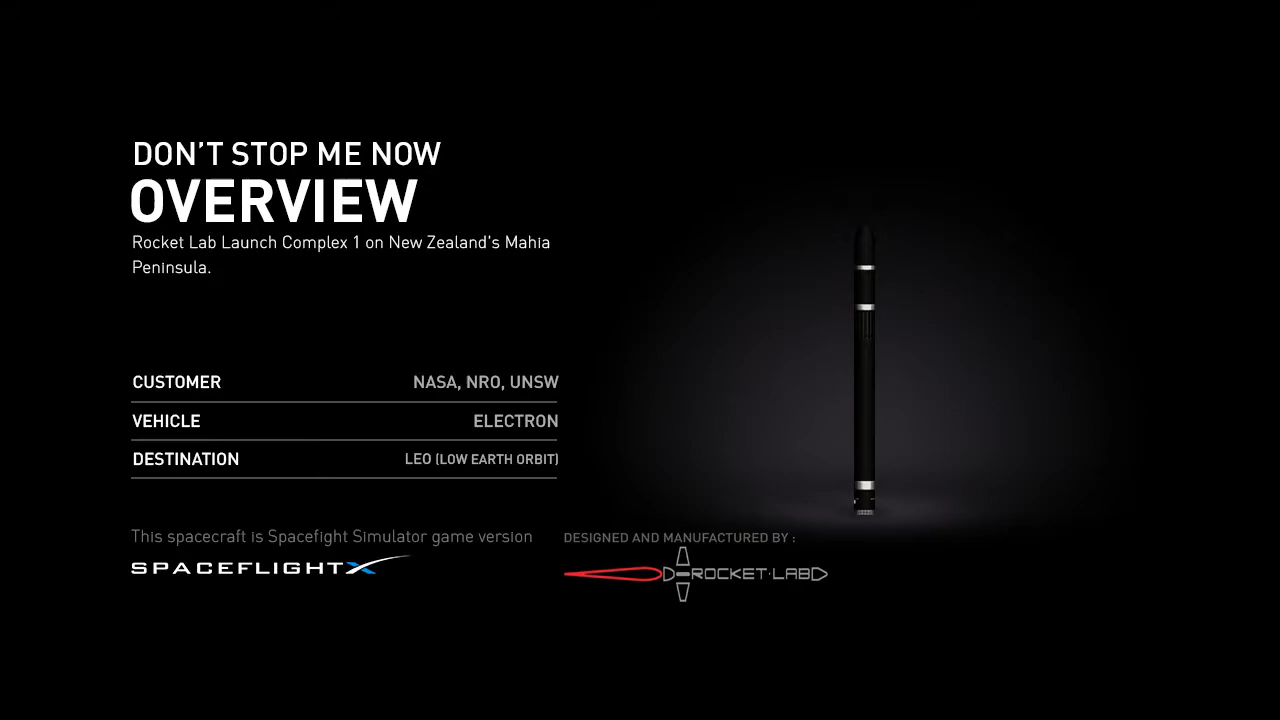 DON'T STOP ME NOW
OVERVIEW
Rocket Lab Launch Complex 1 on New Zealand's Mahia
Peninsula.
CUSTOMER NASA, NRO, UNSW
VEHICLE ELECTRON
DESTINATION LEO (LOW EARTH ORBIT)
This spacecraft is Spacefight Simulator game version
SPACEFLIGHTX
DESIGNED AND MANUFACTURED BY :
ROCKET·LAB